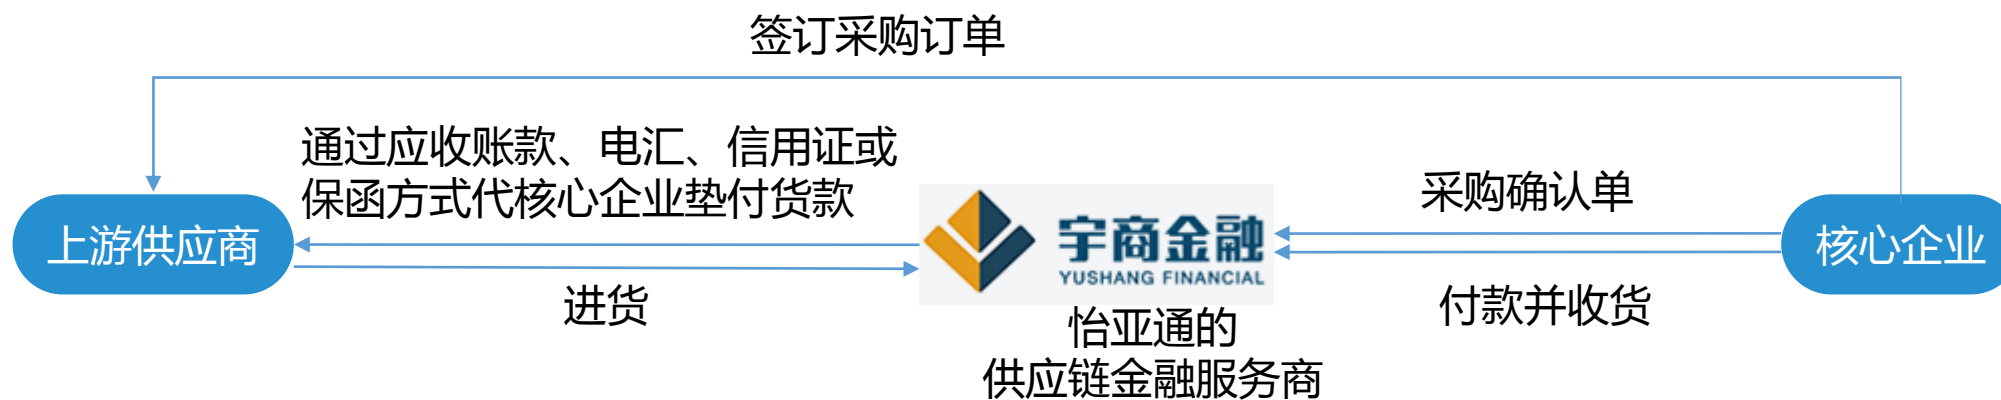 签订采购订单
通过应收账款、电汇、信用证或
保函方式代核心企业垫付货款
采购确认单
上游供应商
宇商金融
YUSHANG FINANCIAL
核心企业
进货
付款并收货
怡亚通的
供应链金融服务商